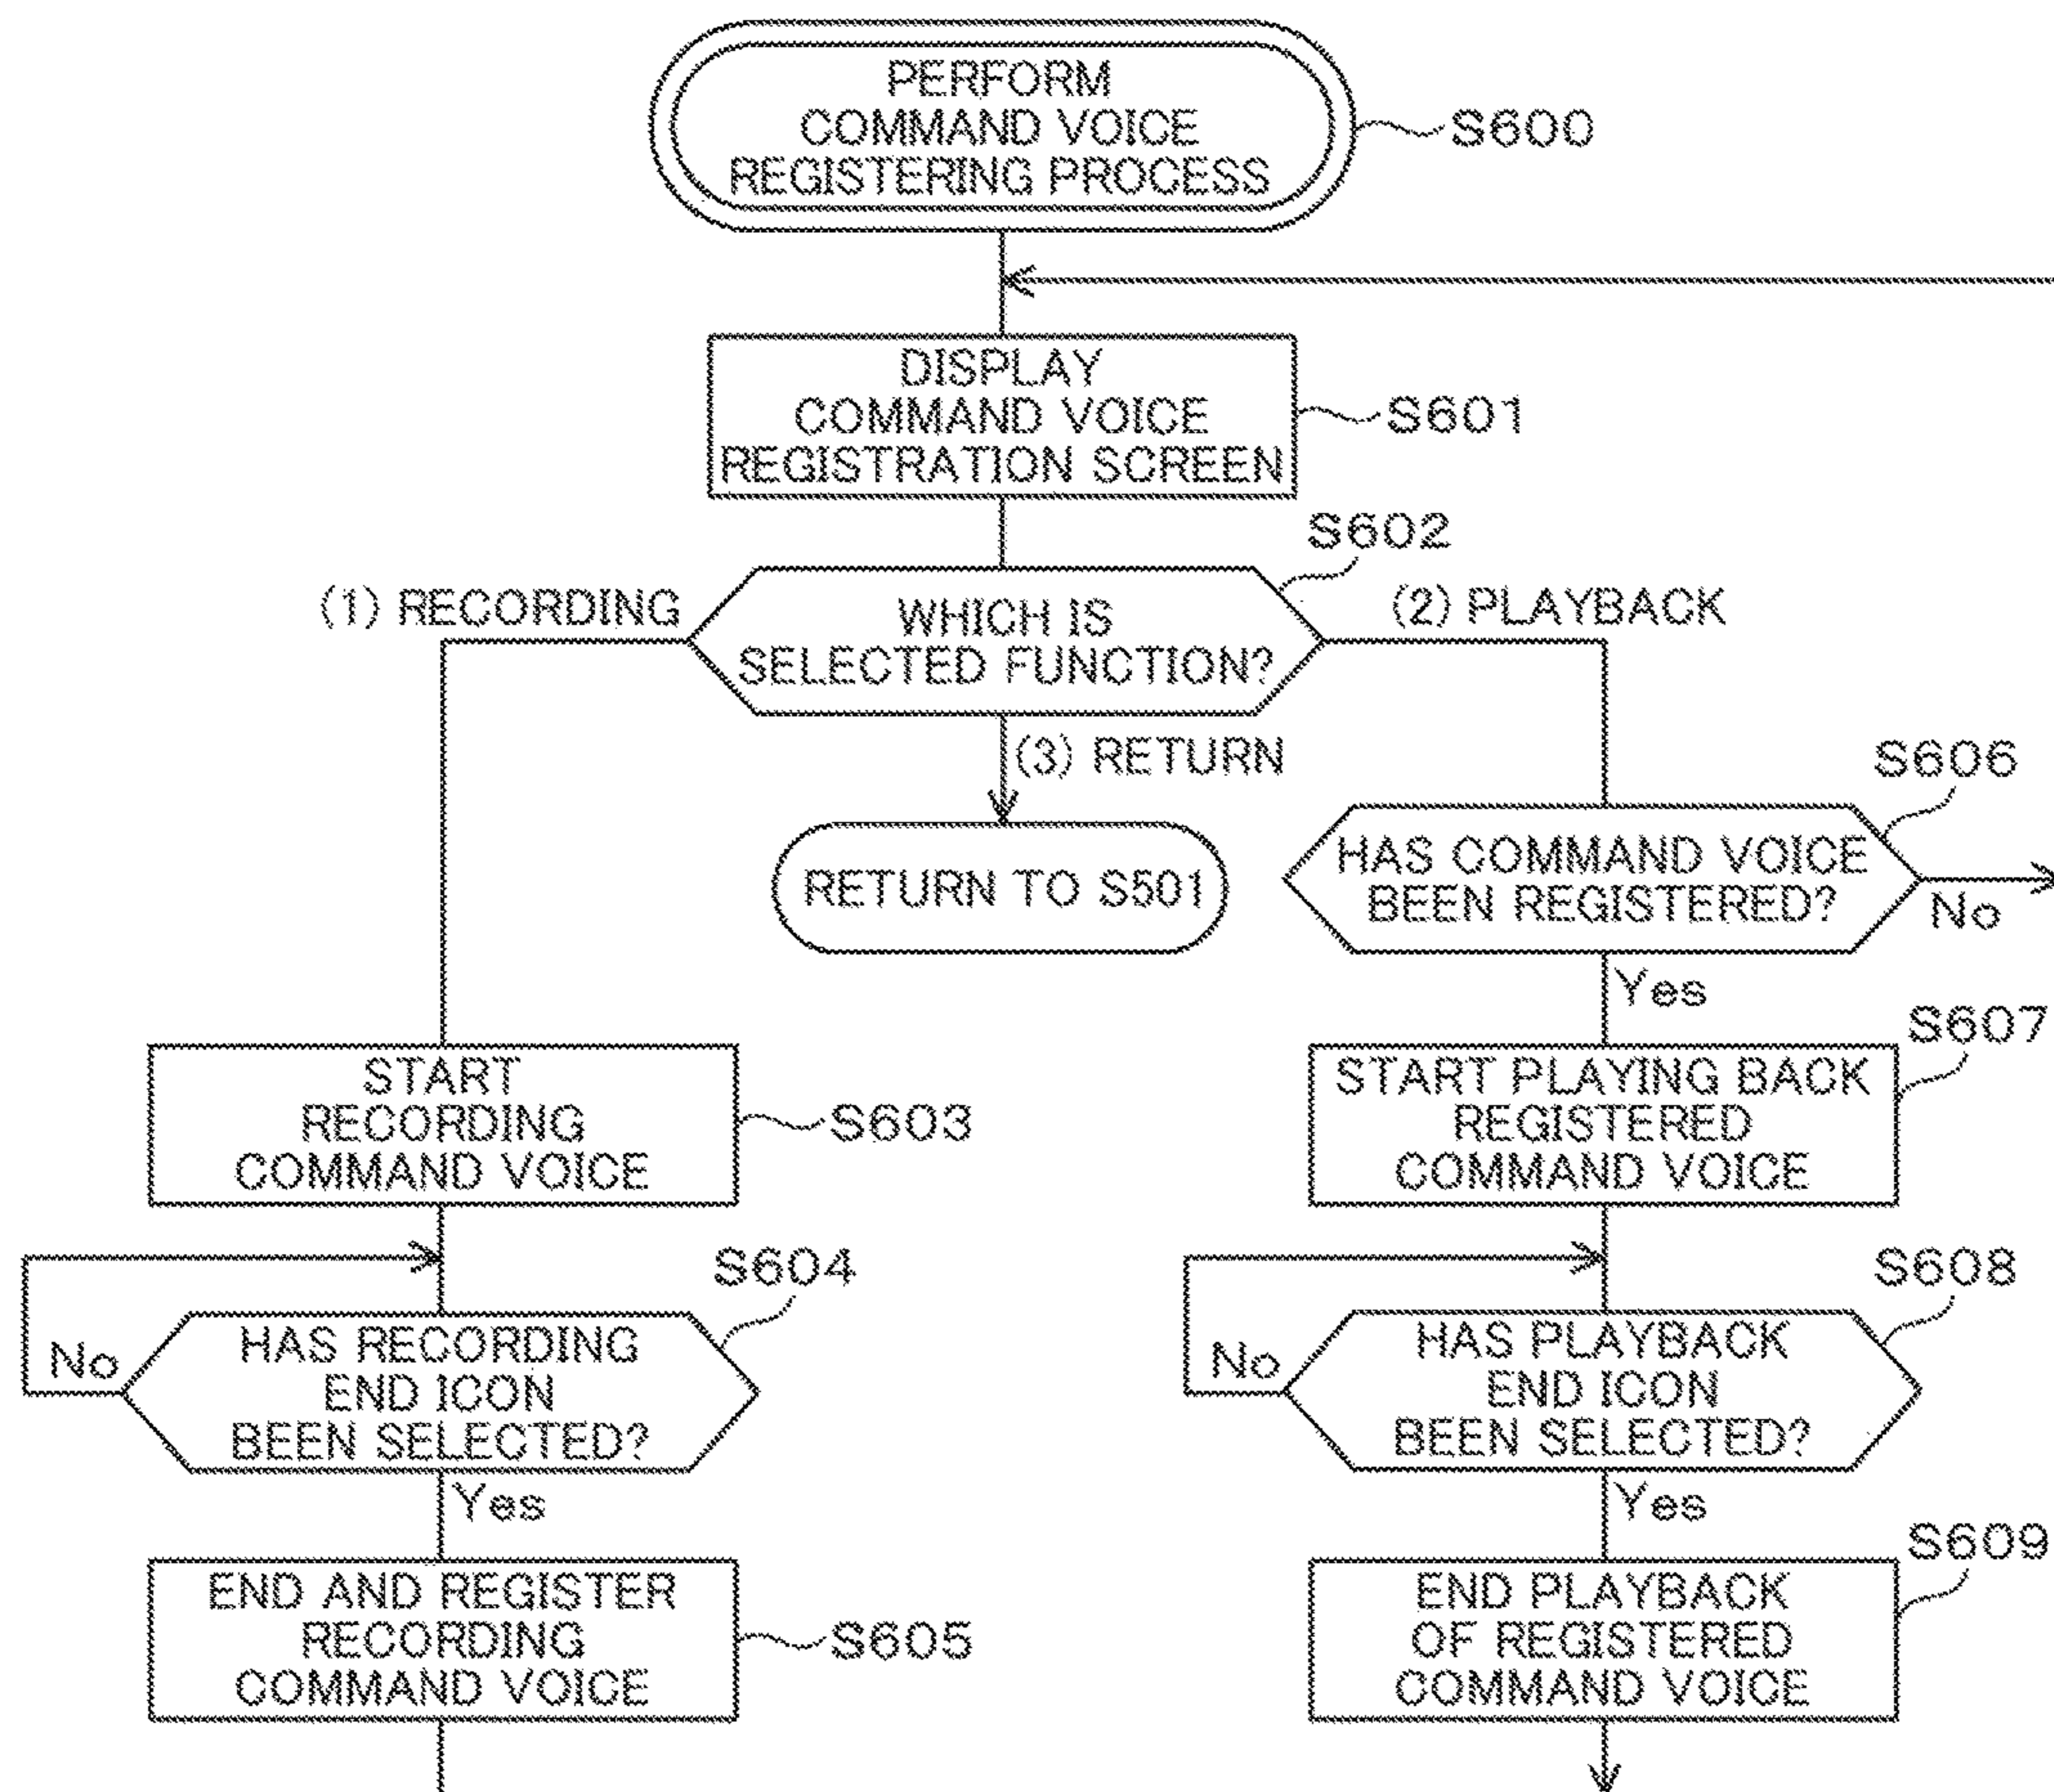 PERFORM
COMMAND VOICE
REGISTERING PROCESS
S600
DISPLAY
COMMAND VOICE
REGISTRATION SCREEN
S601
S602
(1) RECORDING
WHICH IS
SELECTED FUNCTION?
(2) PLAYBACK
(3) RETURN
RETURN TO S501
S606
HAS COMMAND VOICE
BEEN REGISTERED?
No
Yes
START
RECORDING
COMMAND VOICE
S603
S607
START PLAYING BACK
REGISTERED
COMMAND VOICE
S604
No
HAS RECORDING
END ICON
BEEN SELECTED?
Yes
S608
No
HAS PLAYBACK
END ICON
BEEN SELECTED?
Yes
END AND REGISTER
RECORDING
COMMAND VOICE
S605
S609
END PLAYBACK
OF REGISTERED
COMMAND VOICE